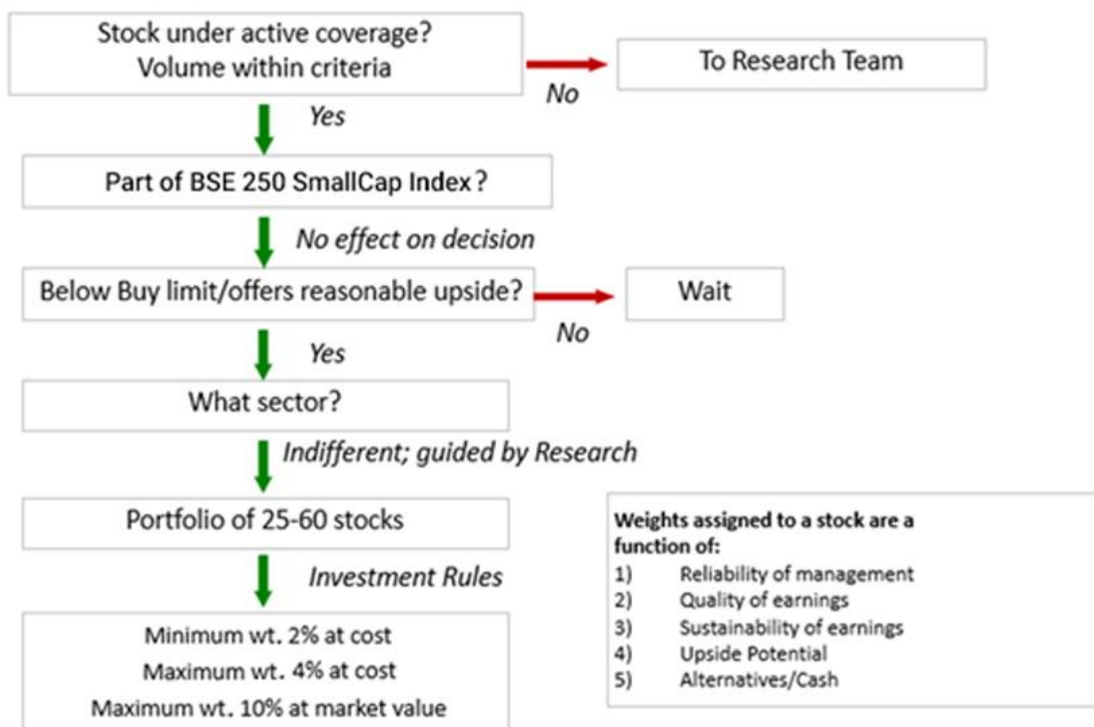 Stock under active coverage?
Volume within criteria
To Research Team
No
Yes
Part of BSE 250 SmallCap Index?
No effect on decision
Below Buy limit/offers reasonable upside?
Wait
No
Yes
What sector?
Indifferent; guided by Research
Portfolio of 25-60 stocks
Investment Rules
Minimum wt. 2% at cost
Maximum wt. 4% at cost
Maximum wt. 10% at market value
Weights assigned to a stock are a
function of:
1) Reliability of management
2) Quality of earnings
3) Sustainability of earnings
4) Upside Potential
5) Alternatives/Cash